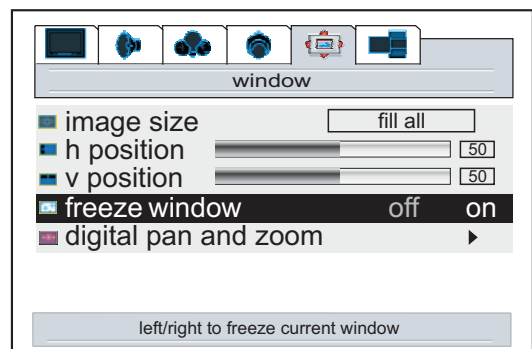 window
image size fill all
h position 50
v position 50
freeze window off on
digital pan and zoom
left/right to freeze current window